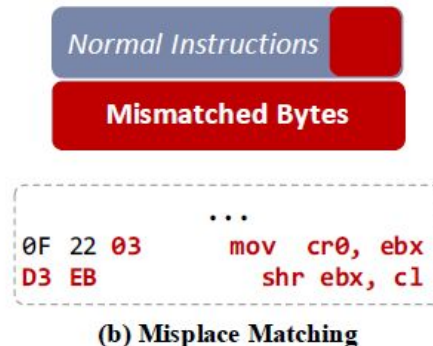 Normal Instructions
Mismatched Bytes
...
0F 22 03 mov cr0, ebx
D3 EB shr ebx, cl
(b) Misplace Matching